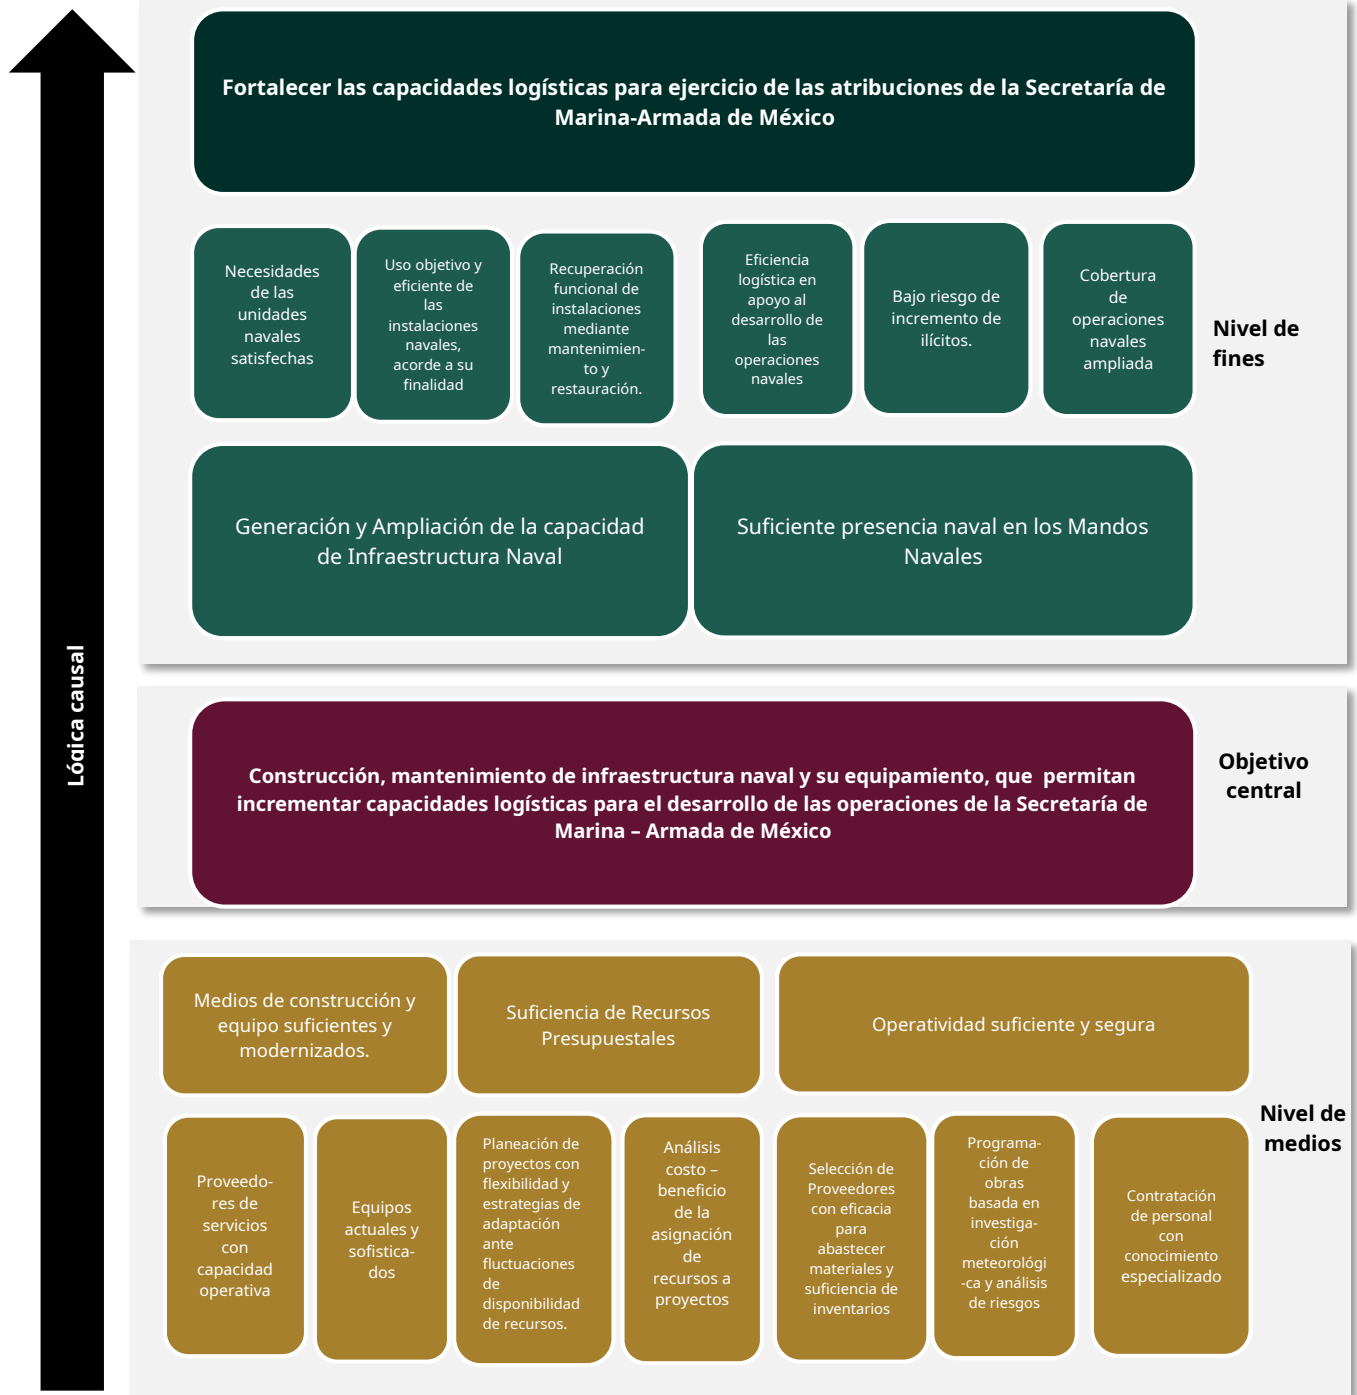 Fortalecer las capacidades logísticas para ejercicio de las atribuciones de la Secretaría de
Marina-Armada de México
Necesidades
de las
unidades
navales
satisfechas
Uso objetivo y
eficiente de
las
instalaciones
navales,
acorde a su
finalidad
Recuperación
funcional de
instalaciones
mediante
mantenimien-
to y
restauración.
Eficiencia
logística en
apoyo al
desarrollo de
las
operaciones
navales
Bajo riesgo de
incremento de
ilícitos.
Cobertura
de
operaciones
navales
ampliada
Nivel de
fines
Generación y Ampliación de la capacidad
de Infraestructura Naval
Suficiente presencia naval en los Mandos
Navales
Lógica causal
Construcción, mantenimiento de infraestructura naval y su equipamiento, que  permitan
incrementar capacidades logísticas para el desarrollo de las operaciones de la Secretaría de
Marina – Armada de México
Objetivo
central
Medios de construcción y
equipo suficientes y
modernizados.
Suficiencia de Recursos
Presupuestales
Operatividad suficiente y segura
Nivel de
medios
Proveedo-
res de
servicios
con
capacidad
operativa
Equipos
actuales y
sofistica-
dos
Planeación de
proyectos con
flexibilidad y
estrategias de
adaptación
ante
fluctuaciones
de
disponibilidad
de recursos.
Análisis
costo –
beneficio
de la
asignación
de
recursos a
proyectos
Selección de
Proveedores
con eficacia
para
abastecer
materiales y
suficiencia de
inventarios
Programa-
ción de
obras
basada en
investiga-
ción
meteorológi
-ca y análisis
de riesgos
Contratación
de personal
con
conocimiento
especializado